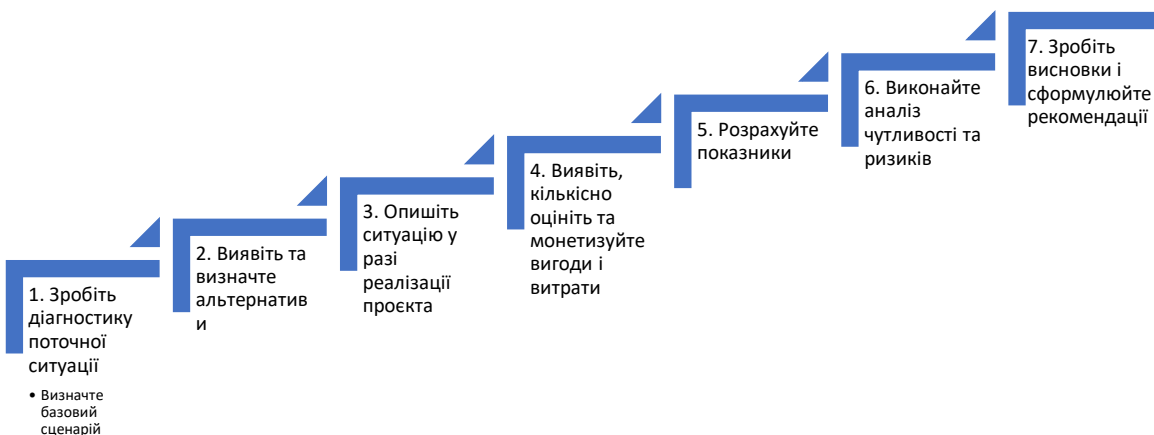 1. Зробіть
діагностику
поточної
ситуації
• Визначте
базовий
сценарій
2. Виявіть та
визначте
альтернатив
и
3. Опишіть
ситуацію у
разі
реалізації
проєкта
4. Виявіть,
кількісно
оцініть та
монетизуйте
вигоди і
витрати
5. Розрахуйте
показники
6. Виконайте
аналіз
чутливості та
ризиків
7. Зробіть
висновки і
сформулюйте
рекомендації